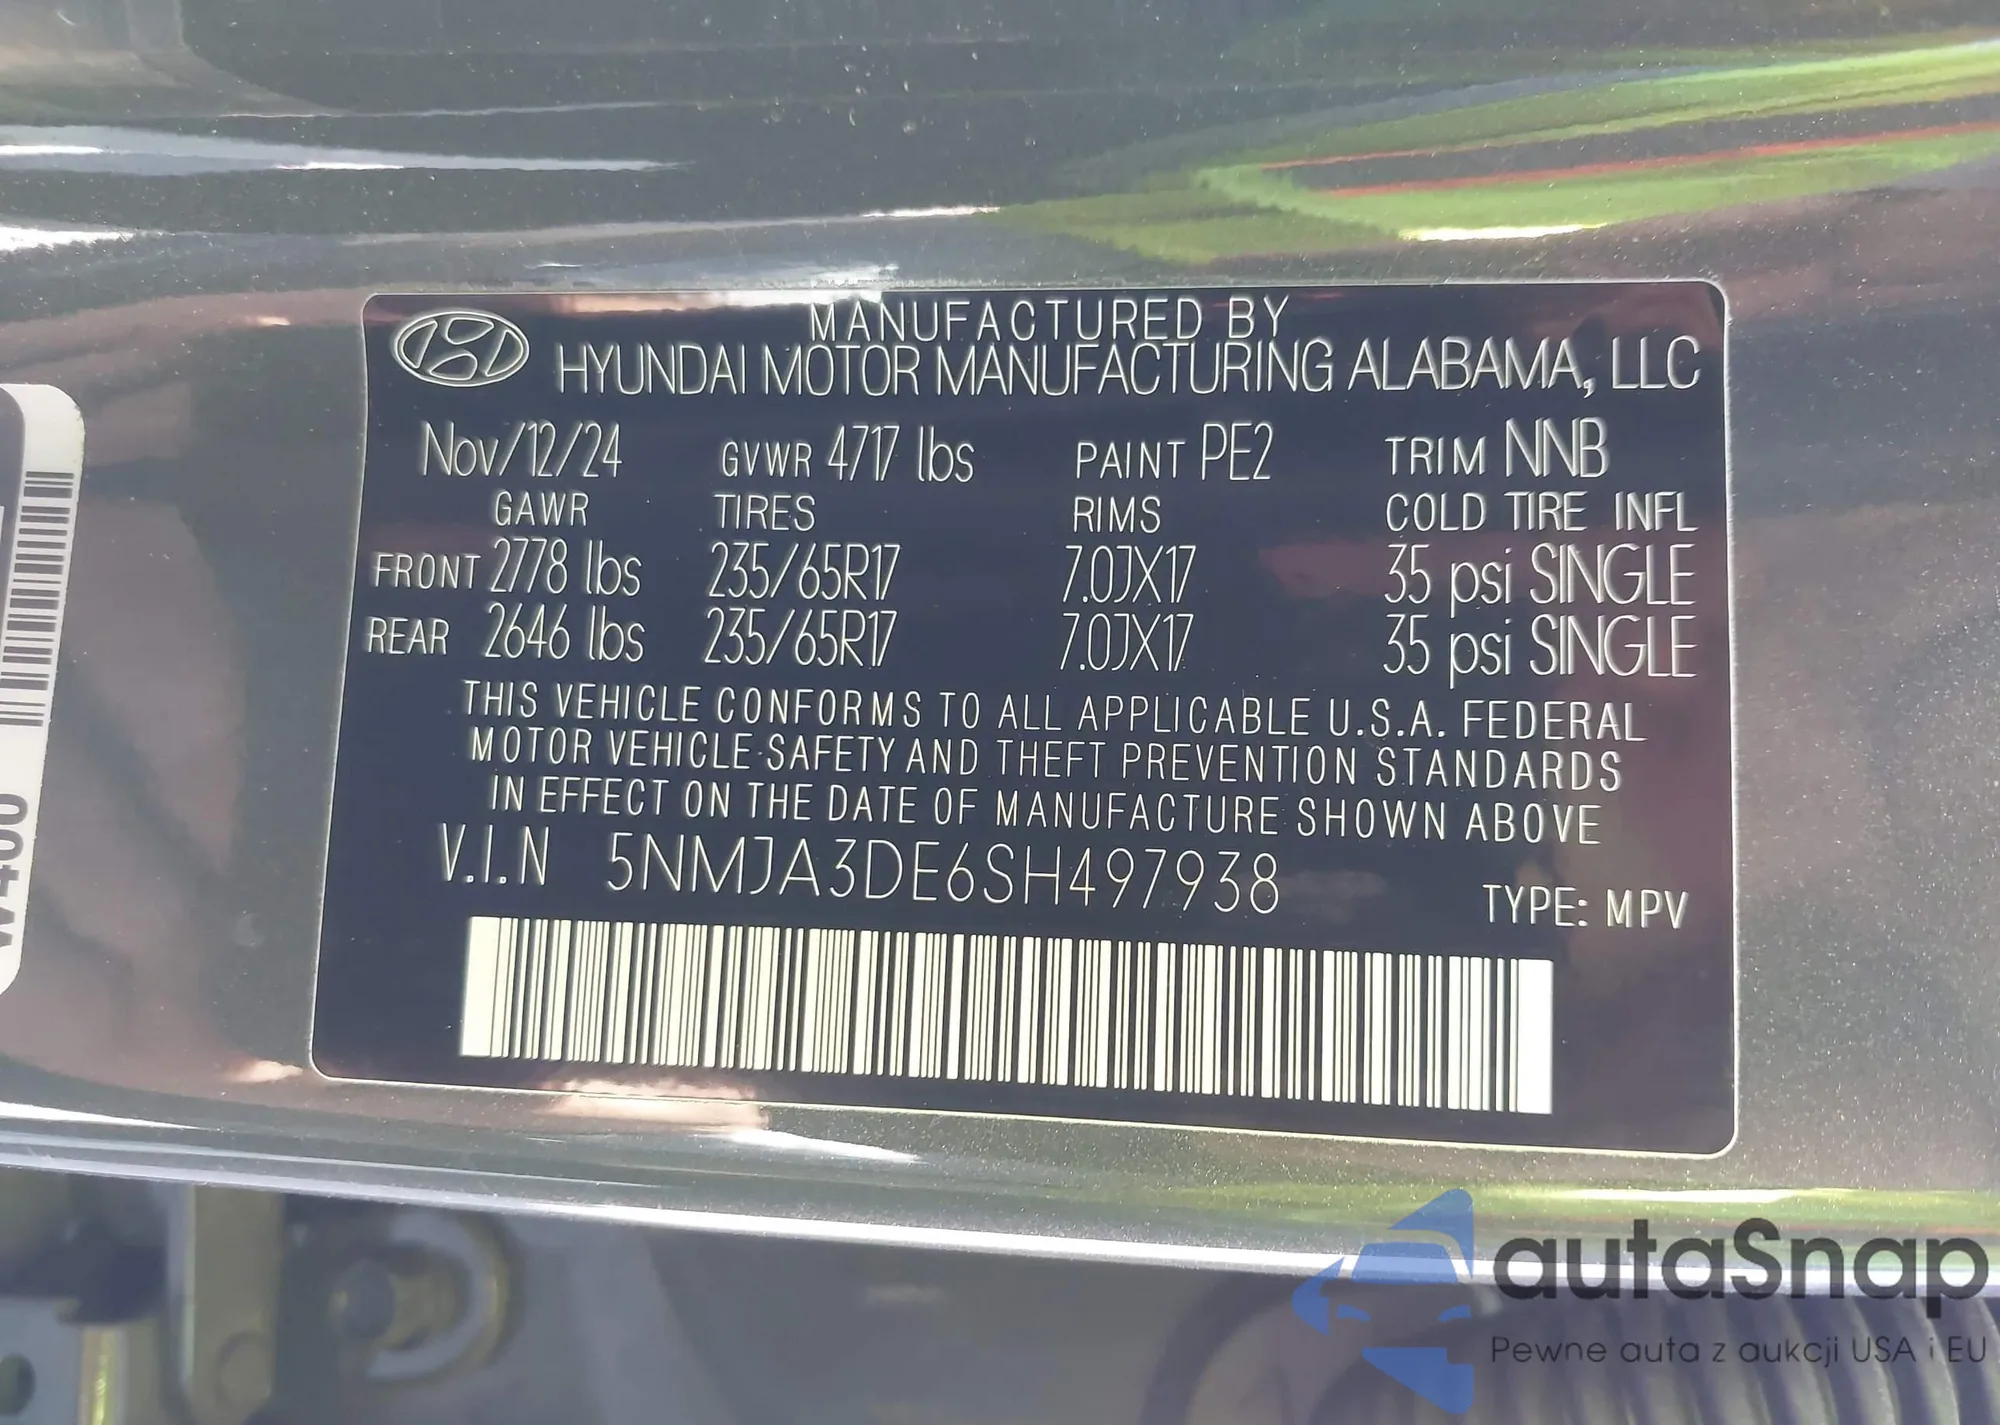 MANUFACTURED BY
HYUNDAI MOTOR MANUFACTURING ALABAMA, LLC
Nov/12/24 GVWR 4717 lbs PAINT PE2 TRIM NNB
GAWR TIRES RIMS COLD TIRE INFL
FRONT 2778 lbs 235/65R17 7.0JX17 35 psi SINGLE
REAR 2646 lbs 235/65R17 7.0JX17 35 psi SINGLE
THIS VEHICLE CONFORMS TO ALL APPLICABLE U.S.A. FEDERAL
MOTOR VEHICLE SAFETY AND THEFT PREVENTION STANDARDS
IN EFFECT ON THE DATE OF MANUFACTURE SHOWN ABOVE
V.I.N 5NMJA3DE6SH497938 TYPE: MPV
autaSnap
Pewne auta z aukcji USA i EU